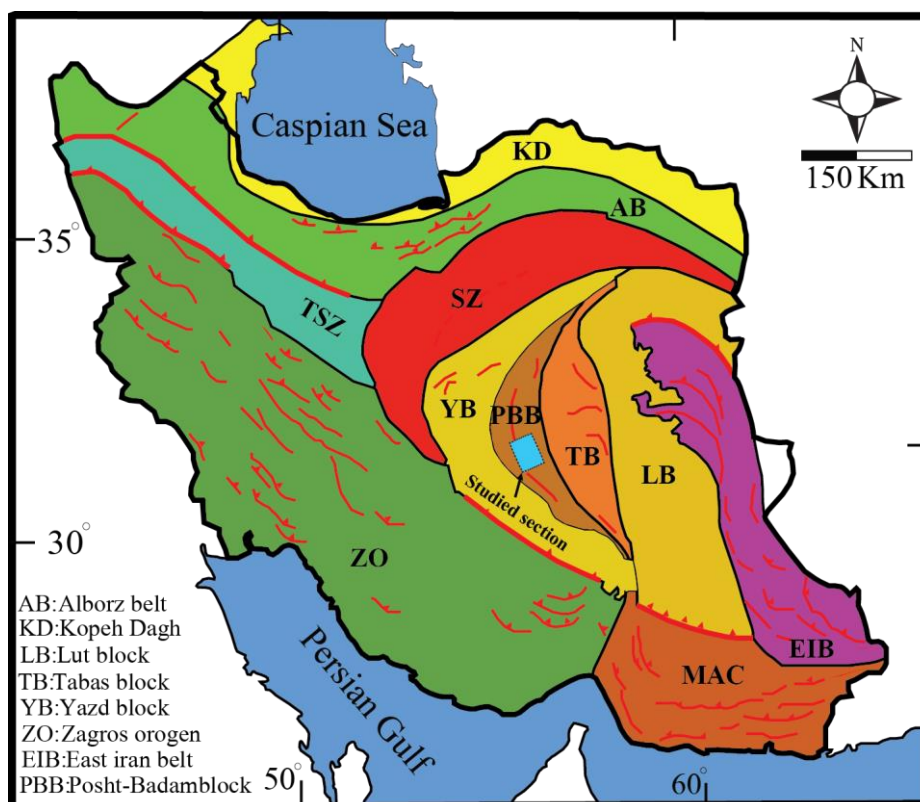 Caspian Sea
N
150 Km
KD
AB
35°
SZ
TSZ
YB
PBB
TB
LB
Studied section
30°
ZO
EIB
MAC
Persian Gulf
AB:Alborz belt
KD:Kopeh Dagh
LB:Lut block
TB:Tabas block
YB:Yazd block
ZO:Zagros orogen
EIB:East iran belt
PBB:Posht-Badamblock
50°
60°